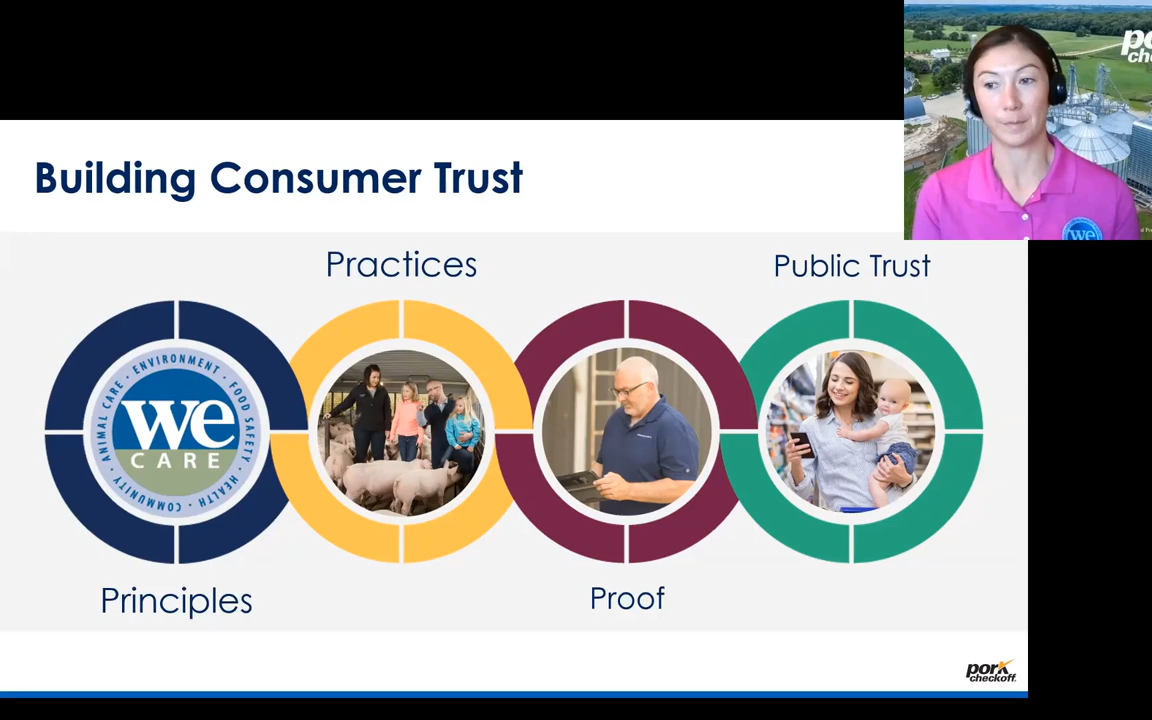 Building Consumer Trust
Practices
Public Trust
ANIMAL CARE · ENVIRONMENT · FOOD SAFETY · HEALTH · COMMUNITY ·
we
CARE
Principles
Proof
pork
checkoff
we